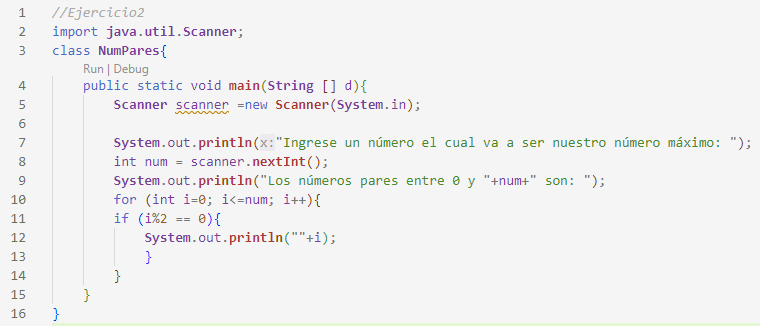 1 //Ejercicio2
2 import java.util.Scanner;
3 class NumPares{
Run | Debug
4 public static void main(String [] d){
5 Scanner scanner =new Scanner(System.in);
6
7 System.out.println(x:"Ingrese un número el cual va a ser nuestro número máximo: ");
8 int num = scanner.nextInt();
9 System.out.println("Los números pares entre 0 y "+num+" son: ");
10 for (int i=0; i<=num; i++){
11 if (i%2 == 0){
12 System.out.println(""+i);
13 }
14 }
15 }
16 }